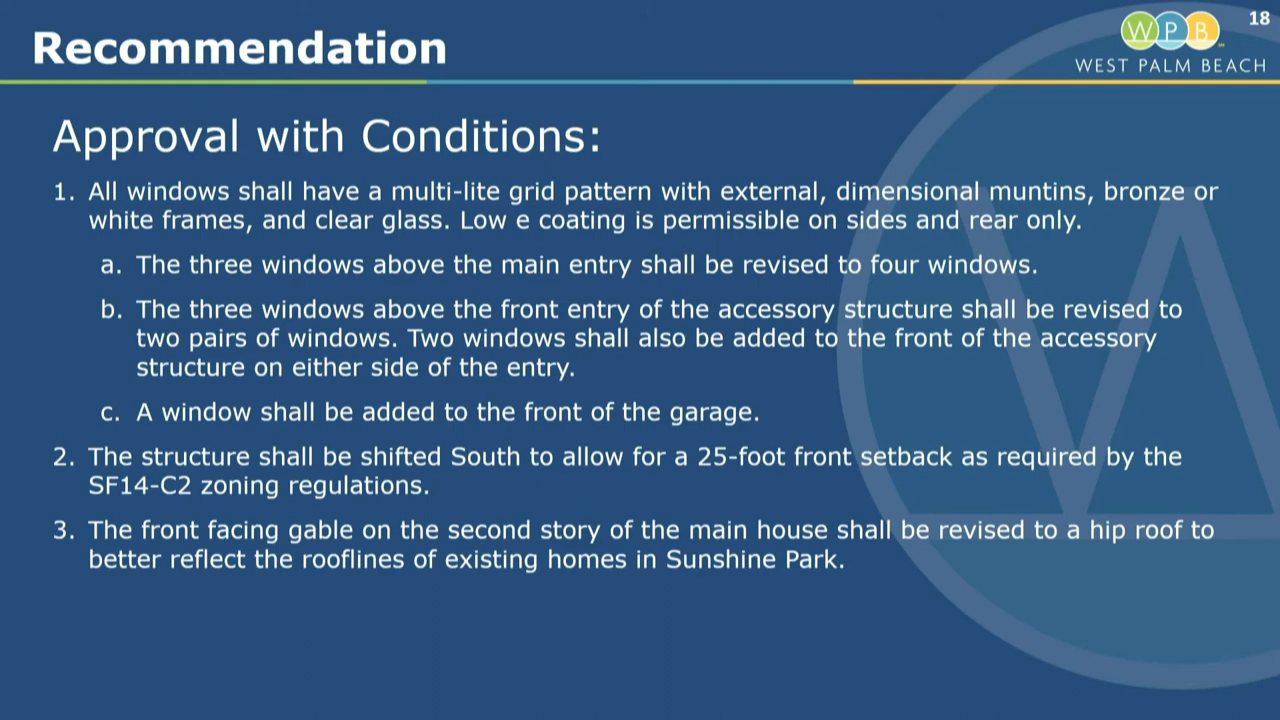 18
Recommendation
WPB
WEST PALM BEACH
Approval with Conditions:
1. All windows shall have a multi-lite grid pattern with external, dimensional muntins, bronze or
white frames, and clear glass. Low e coating is permissible on sides and rear only.
a. The three windows above the main entry shall be revised to four windows.
b. The three windows above the front entry of the accessory structure shall be revised to
two pairs of windows. Two windows shall also be added to the front of the accessory
structure on either side of the entry.
c. A window shall be added to the front of the garage.
2. The structure shall be shifted South to allow for a 25-foot front setback as required by the
SF14-C2 zoning regulations.
3. The front facing gable on the second story of the main house shall be revised to a hip roof to
better reflect the rooflines of existing homes in Sunshine Park.